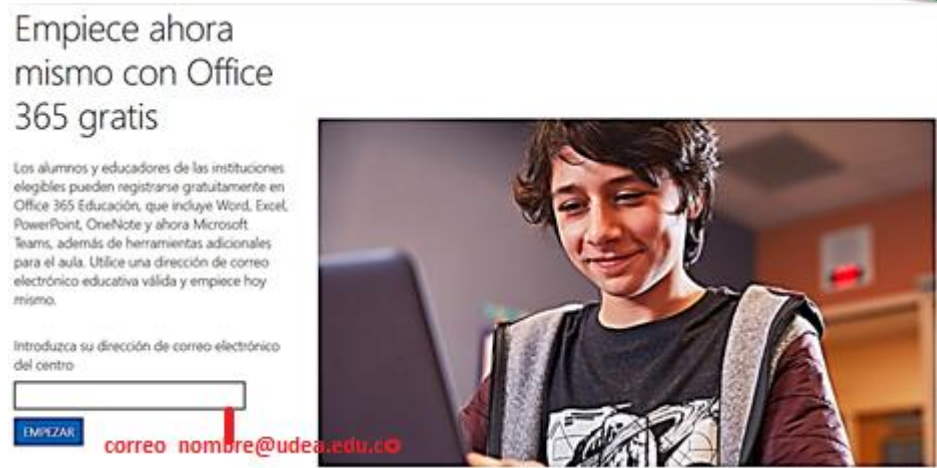 Empiece ahora
mismo con Office
365 gratis
Los alumnos y educadores de las instituciones
elegibles pueden registrarse gratuitamente en
Office 365 Educación, que incluye Word, Excel,
PowerPoint, OneNote y ahora Microsoft
Teams, además de herramientas adicionales
para el aula. Utilice una dirección de correo
electrónico educativa válida y empiece hoy
mismo.
Introduzca su dirección de correo electrónico
del centro
EMPEZAR
correo nombre@udea.edu.co